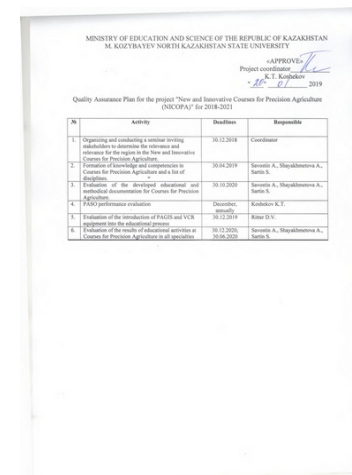 MINISTRY OF EDUCATION AND SCIENCE OF THE REPUBLIC OF KAZAKHSTAN
M. KOZYBAYEV NORTH KAZAKHSTAN STATE UNIVERSITY
«APPROVE»
Project coordinator
K.T. Koshekov
2019
Quality Assurance Plan for the project "New and Innovative Courses for Precision Agriculture
(NICOPA)" for 2018-2021
№ Activity Deadlines Responsible
1. Organizing and conducting a seminar inviting 30.12.2018 Coordinator
stakeholders to determine the relevance and
relevance for the region in the New and Innovative
Courses for Precision Agriculture.
2. Formation of knowledge and competencies in 30.04.2019 Savostin A., Shayakhmetova A.,
Courses for Precision Agriculture and a list of Sartin S.
disciplines.
3. Evaluation of the developed educational and 30.10.2020 Savostin A., Shayakhmetova A.,
methodical documentation for Courses for Precision Sartin S.
Agriculture.
4. PASO performance evaluation December, Koshekov K.T.
annually
5. Evaluation of the introduction of PAGIS and VCR 30.12.2019 Ritter D.V.
equipment into the educational process
6. Evaluation of the results of educational activities at 30.12.2020, Savostin A., Shayakhmetova A.,
Courses for Precision Agriculture in all specialties 30.06.2020 Sartin S.